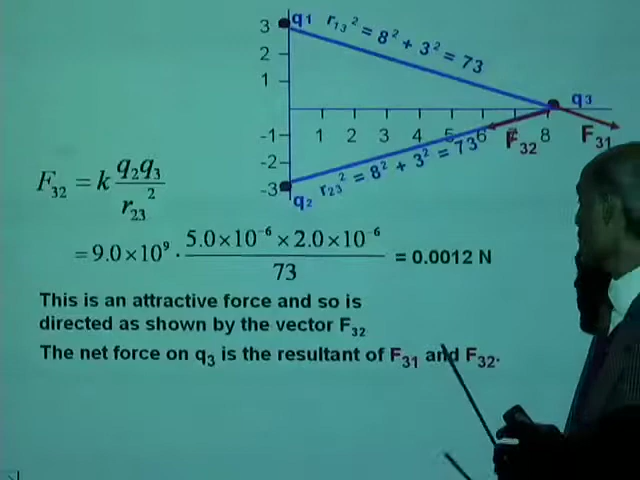 3 q1 r₁₃² = 8² + 3² = 73
2
1
q3
-1 1 2 3 4 5 6 8 F₃₂ F₃₁
-2
-3 q₂ r₂₃² = 8² + 3² = 73
F₃₂ = k q₂q₃ / r₂₃²
= 9.0×10⁹ · 5.0×10⁻⁶ × 2.0×10⁻⁶ / 73 = 0.0012 N
This is an attractive force and so is
directed as shown by the vector F₃₂
The net force on q₃ is the resultant of F₃₁ and F₃₂.